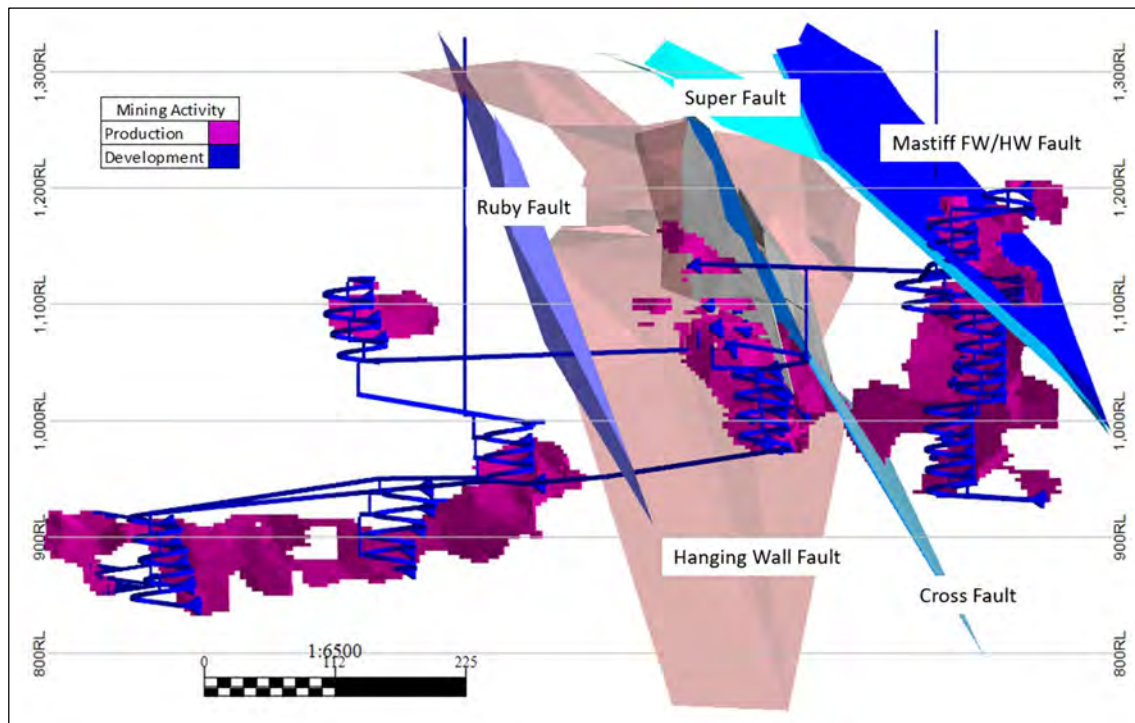 1,300RL
1,300RL
Super Fault
Mining Activity
Production
Development
Mastiff FW/HW Fault
1,200RL
1,200RL
Ruby Fault
1,100RL
1,100RL
1,000RL
1,000RL
900RL
900RL
Hanging Wall Fault
Cross Fault
800RL
800RL
1:6500
0
112
225